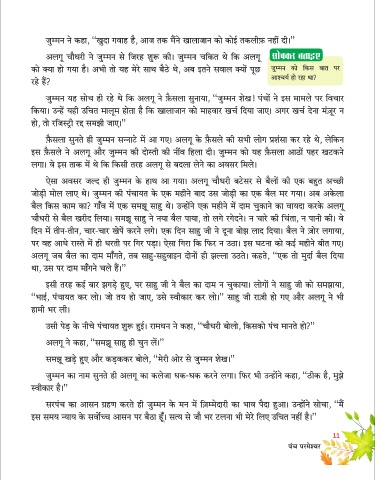 जुम्मन ने कहा, ‘‘खुदा गवाह है, आज तक मैंने खालाजान को कोई तकलीफ़ नहीं दी।’’
अलगू चौधरी ने जुम्मन से जिरह शुरू की। जुम्मन चकित थे कि अलगू
को क्या हो गया है। अभी तो यह मेरे साथ बैठे थे, अब इतने सवाल क्यों पूछ
रहे हैं?
सोचकर बताइए
जुम्मन को किस बात पर
आश्चर्य हो रहा था?
जुम्मन यह सोच ही रहे थे कि अलगू ने फ़ैसला सुनाया, ‘‘जुम्मन शेख! पंचों ने इस मामले पर विचार
किया। उन्हें यही उचित मालूम होता है कि खालाजान को माहवार खर्च दिया जाए। अगर खर्च देना मंज़ूर न
हो, तो रजिस्ट्री रद्द समझी जाए।’’
फ़ैसला सुनते ही जुम्मन सन्नाटे में आ गए। अलगू के फ़ैसले को सभी लोग प्रशंसा कर रहे थे, लेकिन
इस फ़ैसले ने अलगू और जुम्मन की दोस्ती की नींव हिला दी। जुम्मन को यह फ़ैसला आठों पहर खटकने
लगा। वे इस ताक में थे कि किसी तरह अलगू से बदला लेने का अवसर मिले।
ऐसा अवसर जल्द ही जुम्मन के हाथ आ गया। अलगू चौधरी बटेसर से बैलों की एक बहुत अच्छी
जोड़ी मोल लाए थे। जुम्मन की पंचायत के एक महीने बाद उस जोड़ी का एक बैल मर गया। अब अकेला
बैल किस काम का? गाँव में एक समझू साहु थे। उन्होंने एक महीने में दाम चुकाने का वायदा करके अलगू
चौधरी से बैल खरीद लिया। समझू साहु ने नया बैल पाया, तो लगे रगेदने। न चारे की चिंता, न पानी की। वे
दिन में तीन-तीन, चार-चार खेपें करने लगे। एक दिन साहु जी ने दूना बोझ लाद दिया। बैल ने ज़ोर लगाया,
पर वह आधे रास्ते में ही धरती पर गिर पड़ा। ऐसा गिरा कि फिर न उठा। इस घटना को कई महीने बीत गए।
अलगू जब बैल का दाम माँगते, तब साहु-सहुवाइन दोनों ही झल्ला उठते। कहते, ‘‘एक तो मुर्दा बैल दिया
था, उस पर दाम माँगने चले हैं।’’
इसी तरह कई बार झगड़े हुए, पर साहु जी ने बैल का दाम न चुकाया। लोगों ने साहु जी को समझाया,
‘‘भाई, पंचायत कर लो। जो तय हो जाए, उसे स्वीकार कर लो।’’ साहु जी राज़ी हो गए और अलगू ने भी
हामी भर ली।
उसी पेड़ के नीचे पंचायत शुरू हुई। रामधन ने कहा, ‘‘चौधरी बोलो, किसको पंच मानते हो?’’
अलगू ने कहा, ‘‘समझू साहु ही चुन लें।’’
समझू खड़े हुए और कड़ककर बोले, ‘‘मेरी ओर से जुम्मन शेख।’’
जुम्मन का नाम सुनते ही अलगू का कलेजा धक-धक करने लगा। फिर भी उन्होंने कहा, ‘‘ठीक है, मुझे
स्वीकार है।’’
सरपंच का आसन ग्रहण करते ही जुम्मन के मन में ज़िम्मेदारी का भाव पैदा हुआ। उन्होंने सोचा, ‘‘मैं
इस समय न्याय के सर्वोच्च आसन पर बैठा हूँ। सत्य से जौ भर टलना भी मेरे लिए उचित नहीं है।’’
11
पंच परमेश्वर